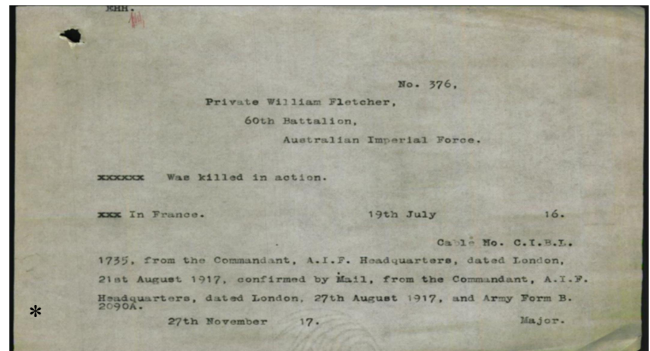 RHR.
No. 376,
Private William Fletcher,
60th Battalion,
Australian Imperial Force.
xxxxxx Was killed in action.
xxx In France. 19th July 16.
Cable No. C.I.B.L.
1735, from the Commandant, A.I.F. Headquarters, dated London,
21st August 1917, confirmed by Mail, from the Commandant, A.I.F.
Headquarters, dated London, 27th August 1917, and Army Form B.
2090A.
*
27th November 17. Major.